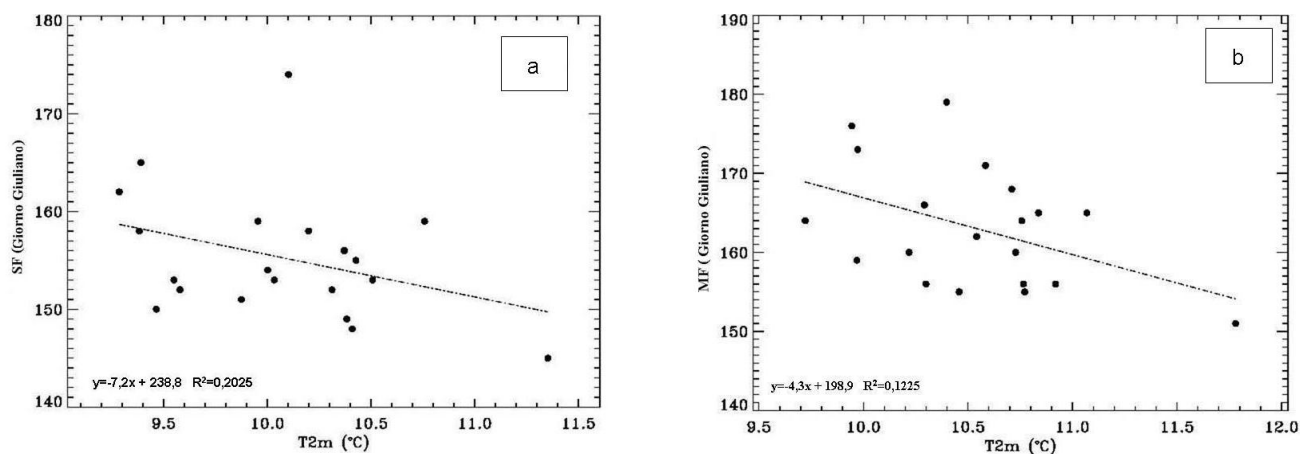 a
180
170
160
150
140
SF (Giorno Giuliano)
y=-7,2x + 238,8 R²=0,2025
9.5 10.0 10.5 11.0 11.5
T2m (°C)
b
190
180
170
160
150
140
MF ( Giorno Giuliano)
y=-4,3x + 198,9 R²=0,1225
9.5 10.0 10.5 11.0 11.5 12.0
T2m (°C)